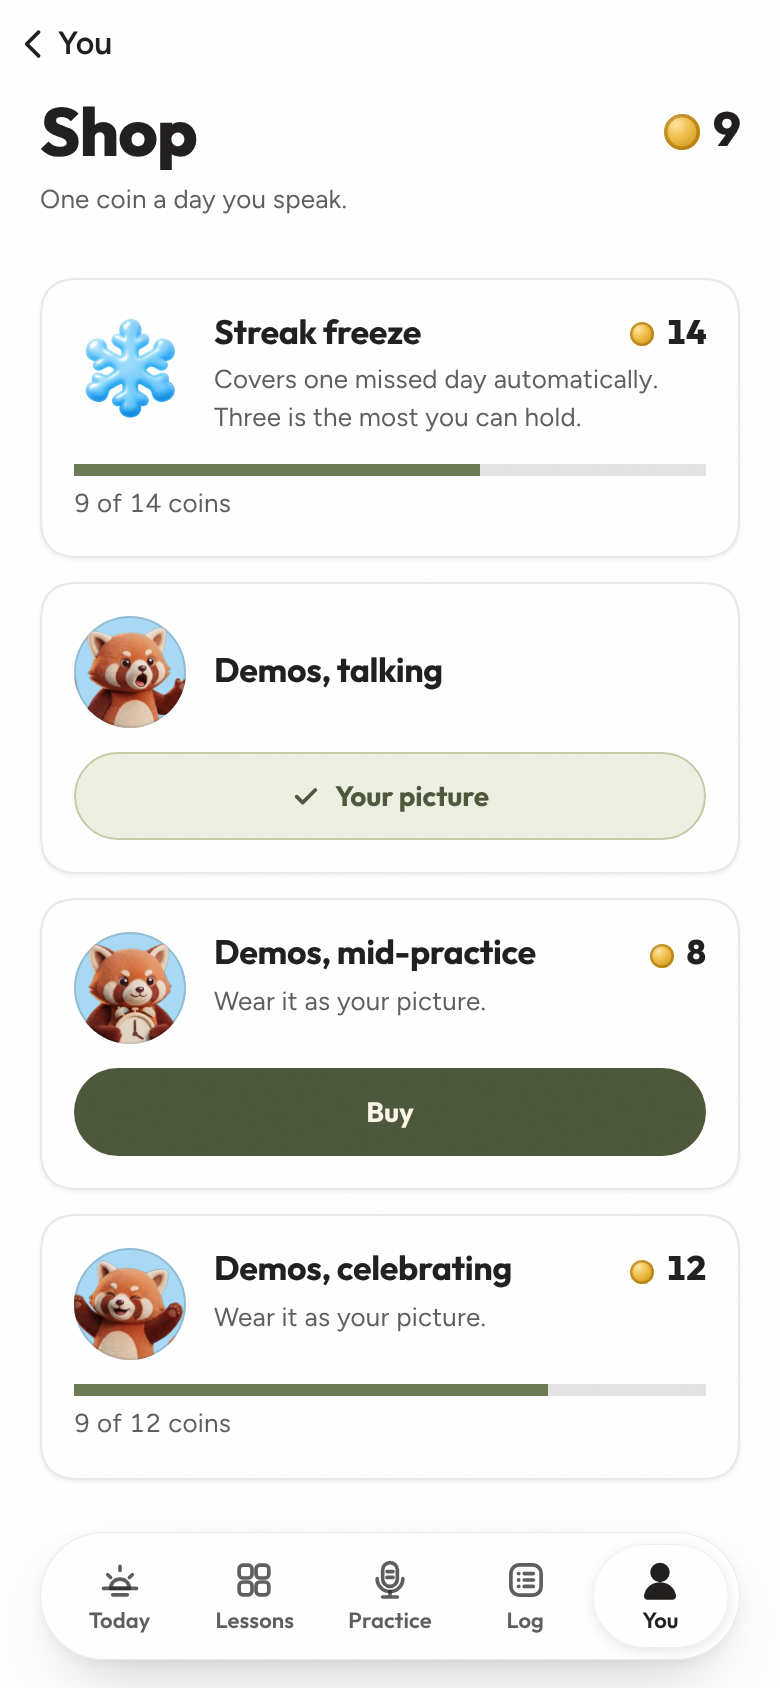 You
Shop
9
One coin a day you speak.
Streak freeze
14
Covers one missed day automatically.
Three is the most you can hold.
9 of 14 coins
Demos, talking
Your picture
Demos, mid-practice
8
Wear it as your picture.
Buy
Demos, celebrating
12
Wear it as your picture.
9 of 12 coins
Today
Lessons
Practice
Log
You